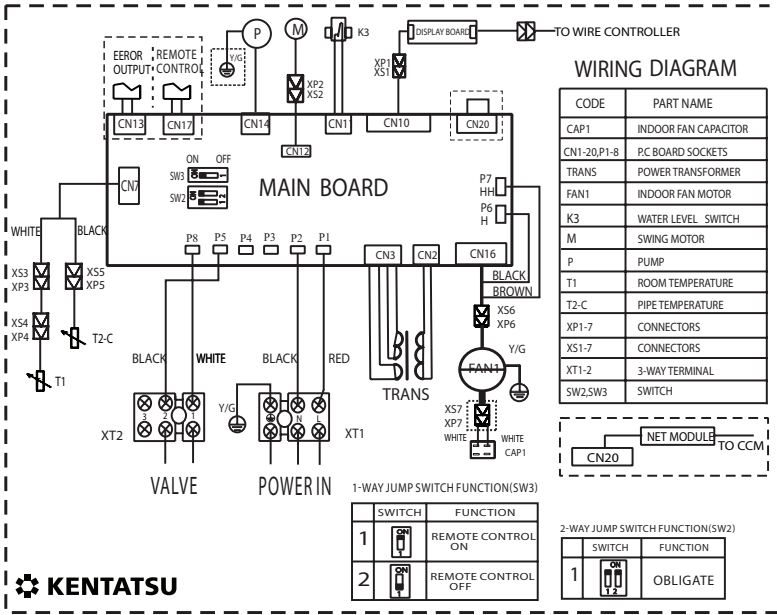 P
M
K3
DISPLAY BOARD
TO WIRE CONTROLLER
Y/G
EEROR OUTPUT
REMOTE CONTROL
XP2
XS2
XP1
XS1
CN13
CN17
CN14
CN1
CN10
CN20
CN12
ON OFF
SW3
ON
1
SW2
ON
1 2
MAIN BOARD
CN7
P7
HH
P6
H
P8
P5
P4
P3
P2
P1
CN3
CN2
CN16
WHITE
BLACK
BLACK
BROWN
XS3
XP3
XS5
XP5
XS4
XP4
T2-C
T1
XS6
XP6
Y/G
FAN1
BLACK
WHITE
BLACK
RED
TRANS
Y/G
3
2
1
N
L
XT2
XT1
XS7
XP7
WHITE
WHITE
CAP1
VALVE
POWER IN
WIRING DIAGRAM
CODE PART NAME
CAP1 INDOOR FAN CAPACITOR
CN1-20,P1-8 P.C BOARD SOCKETS
TRANS POWER TRANSFORMER
FAN1 INDOOR FAN MOTOR
K3 WATER LEVEL SWITCH
M SWING MOTOR
P PUMP
T1 ROOM TEMPERATURE
T2-C PIPE TEMPERATURE
XP1-7 CONNECTORS
XS1-7 CONNECTORS
XT1-2 3-WAY TERMINAL
SW2,SW3 SWITCH
NET MODULE
TO CCM
CN20
1-WAY JUMP SWITCH FUNCTION(SW3)
SWITCH FUNCTION
1 ON 1 REMOTE CONTROL ON
2 ON 1 REMOTE CONTROL OFF
2-WAY JUMP SWITCH FUNCTION(SW2)
SWITCH FUNCTION
1 ON 1 2 OBLIGATE
KENTATSU